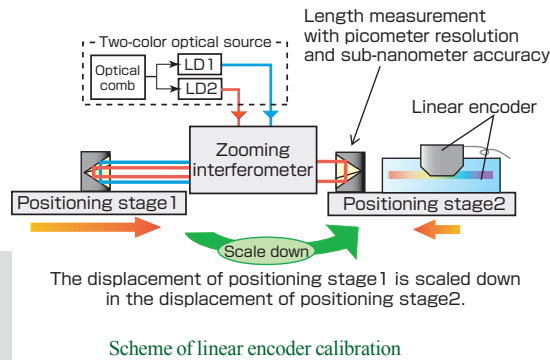 Length measurement
with picometer resolution
and sub-nanometer accuracy
Two-color optical source
Optical
comb
LD1
LD2
Linear encoder
Zooming
interferometer
Positioning stage1
Positioning stage2
Scale down
The displacement of positioning stage1 is scaled down
in the displacement of positioning stage2.
Scheme of linear encoder calibration